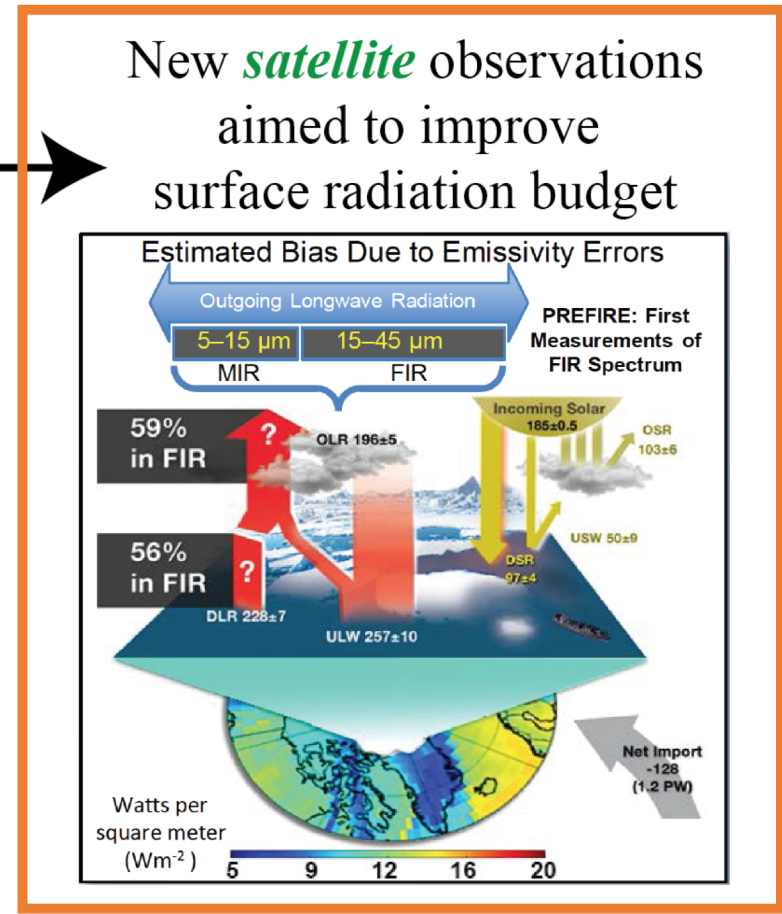 New satellite observations
aimed to improve
surface radiation budget
Estimated Bias Due to Emissivity Errors
Outgoing Longwave Radiation
5–15 μm
15–45 μm
MIR
FIR
PREFIRE: First
Measurements of
FIR Spectrum
59%
in FIR
?
OLR 196±5
Incoming Solar
185±0.5
OSR
103±6
56%
in FIR
?
USW 50±9
DSR
97±4
DLR 228±7
ULW 257±10
Net Import
-128
(1.2 PW)
Watts per
square meter
(Wm-2 )
5 9 12 16 20